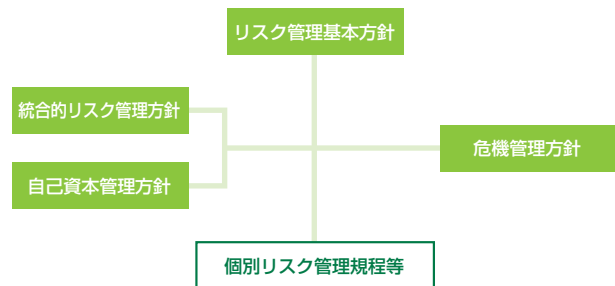 リスク管理基本方針
統合的リスク管理方針
危機管理方針
自己資本管理方針
個別リスク管理規程等